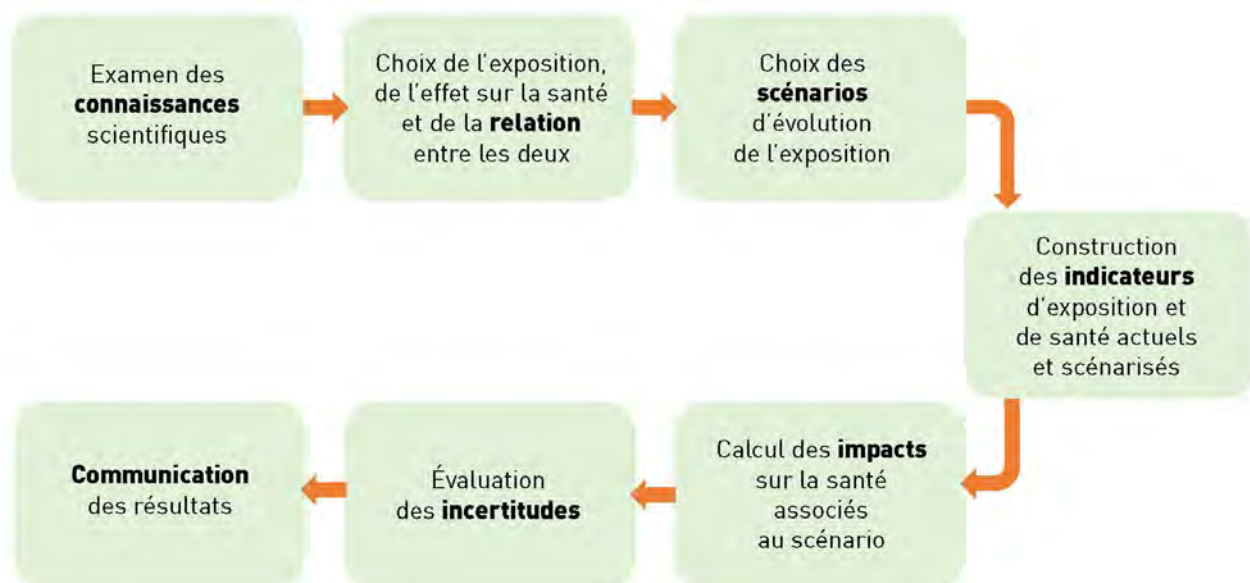 Examen des
connaissances
scientifiques
Choix de l'exposition,
de l'effet sur la santé
et de la relation
entre les deux
Choix des
scénarios
d'évolution
de l'exposition
Construction
des indicateurs
d'exposition et
de santé actuels
et scénarisés
Calcul des impacts
sur la santé
associés
au scénario
Évaluation
des incertitudes
Communication
des résultats